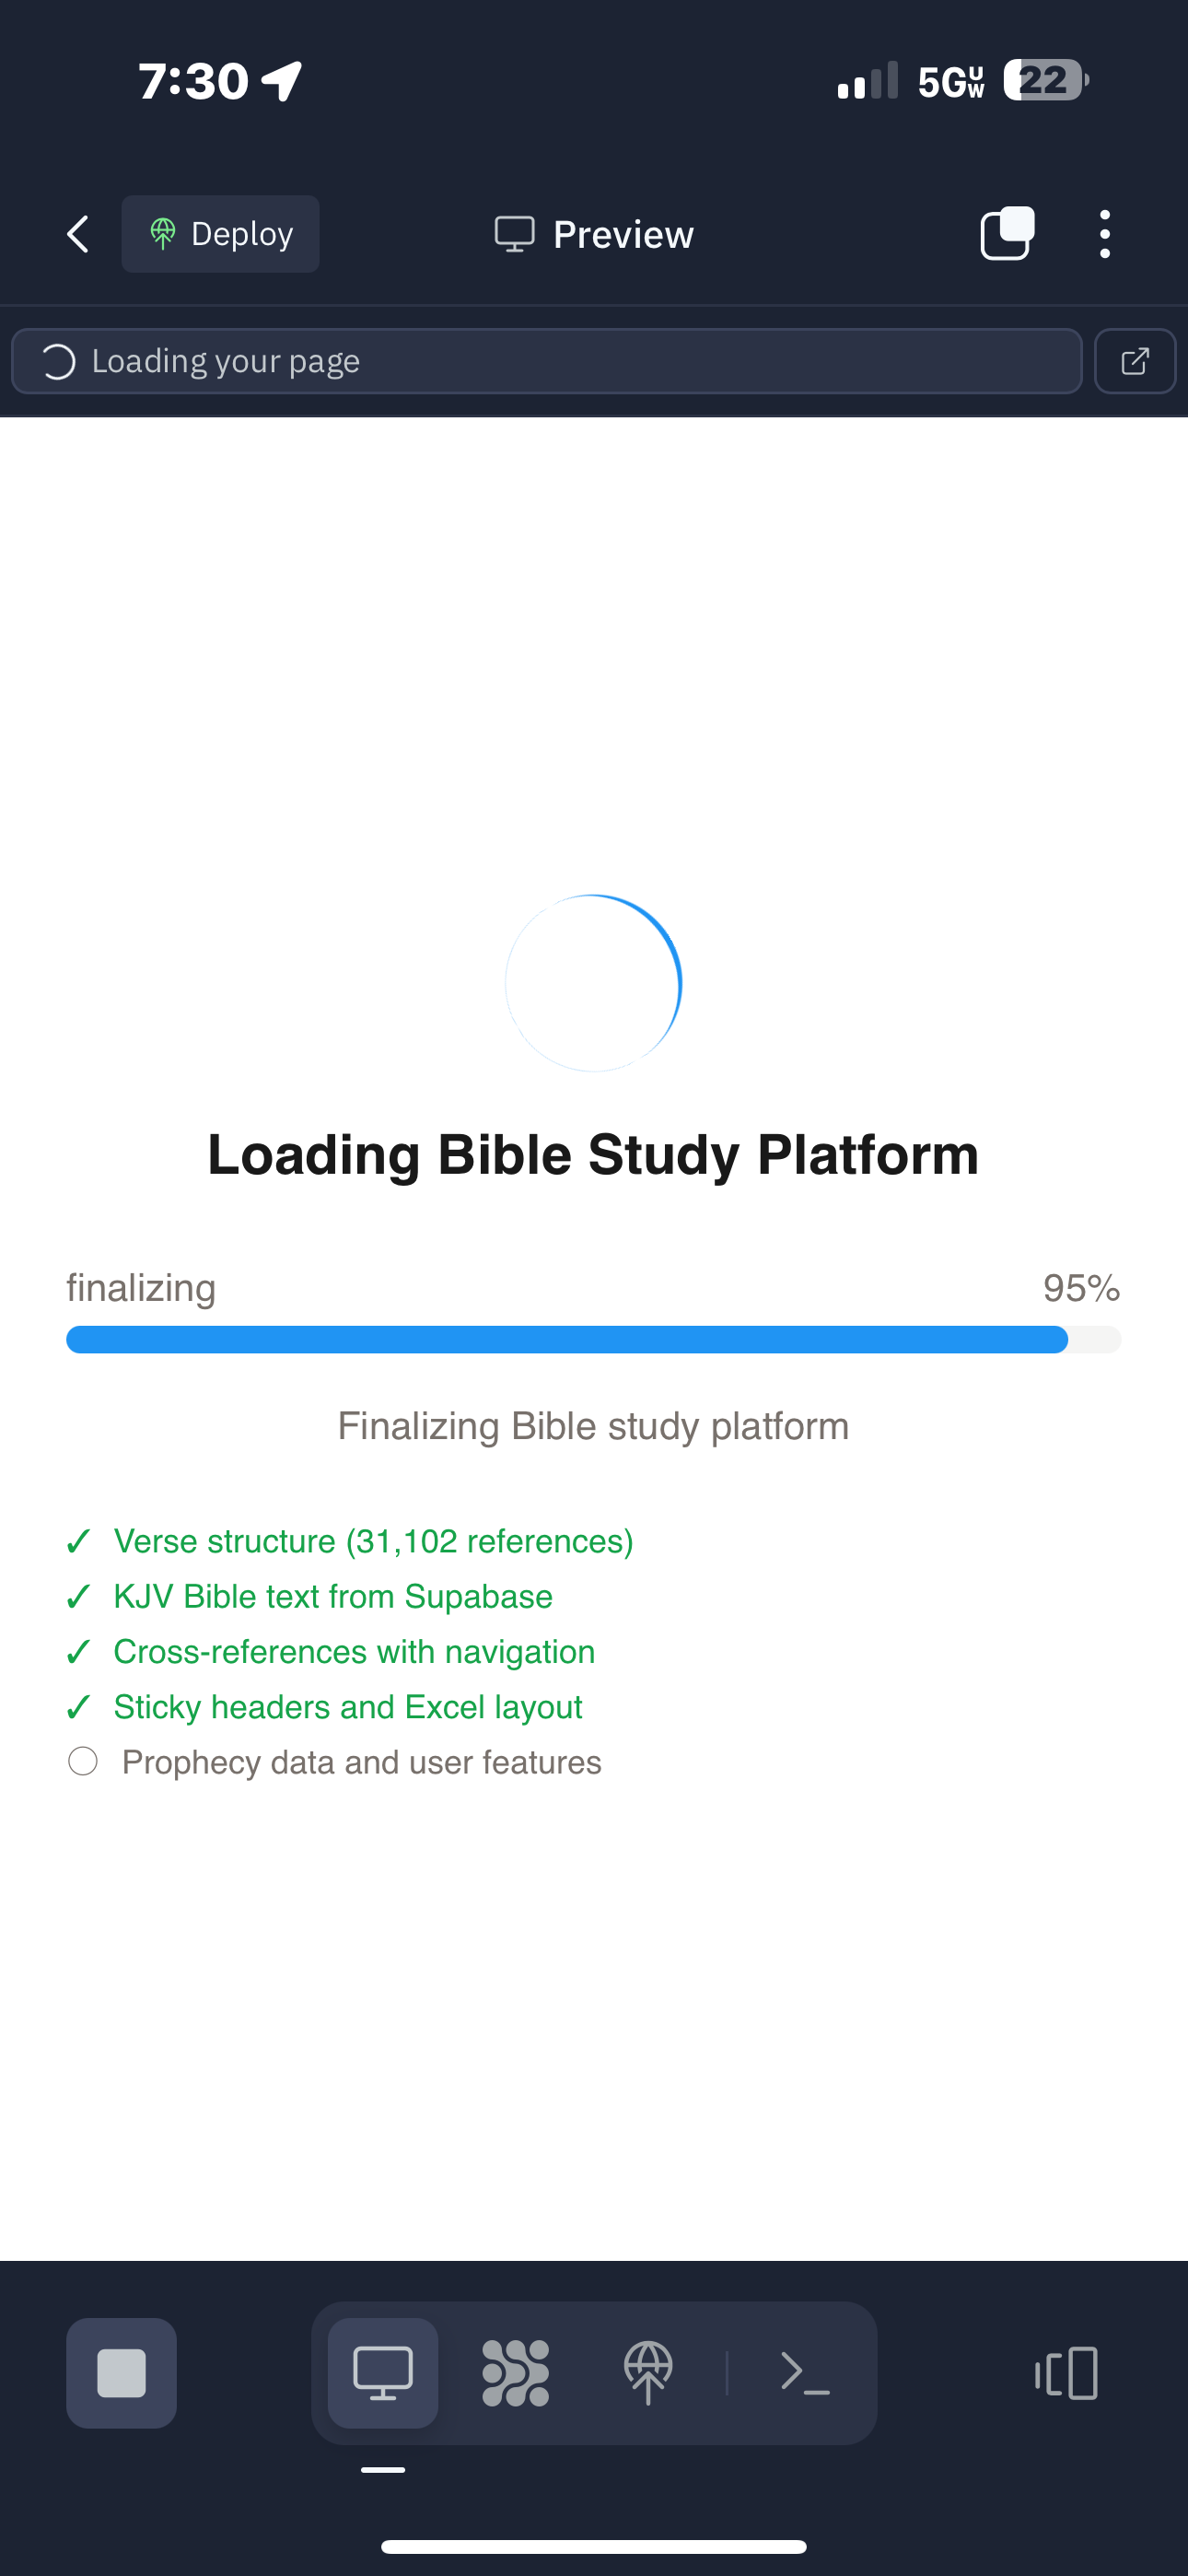 7:30
5G UW
22
Deploy
Preview
Loading your page
Loading Bible Study Platform
finalizing 95%
Finalizing Bible study platform
✓ Verse structure (31,102 references)
✓ KJV Bible text from Supabase
✓ Cross-references with navigation
✓ Sticky headers and Excel layout
○ Prophecy data and user features